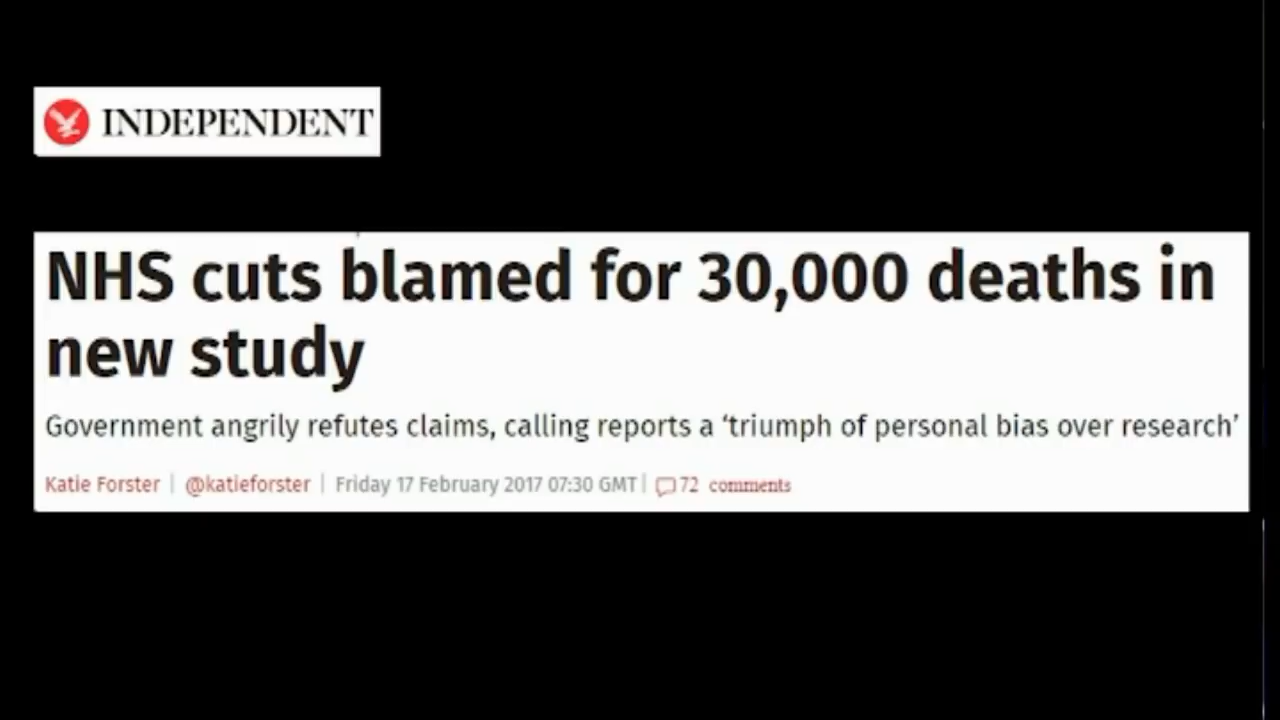 INDEPENDENT
NHS cuts blamed for 30,000 deaths in
new study
Government angrily refutes claims, calling reports a ‘triumph of personal bias over research’
Katie Forster | @katieforster | Friday 17 February 2017 07:30 GMT | 72 comments